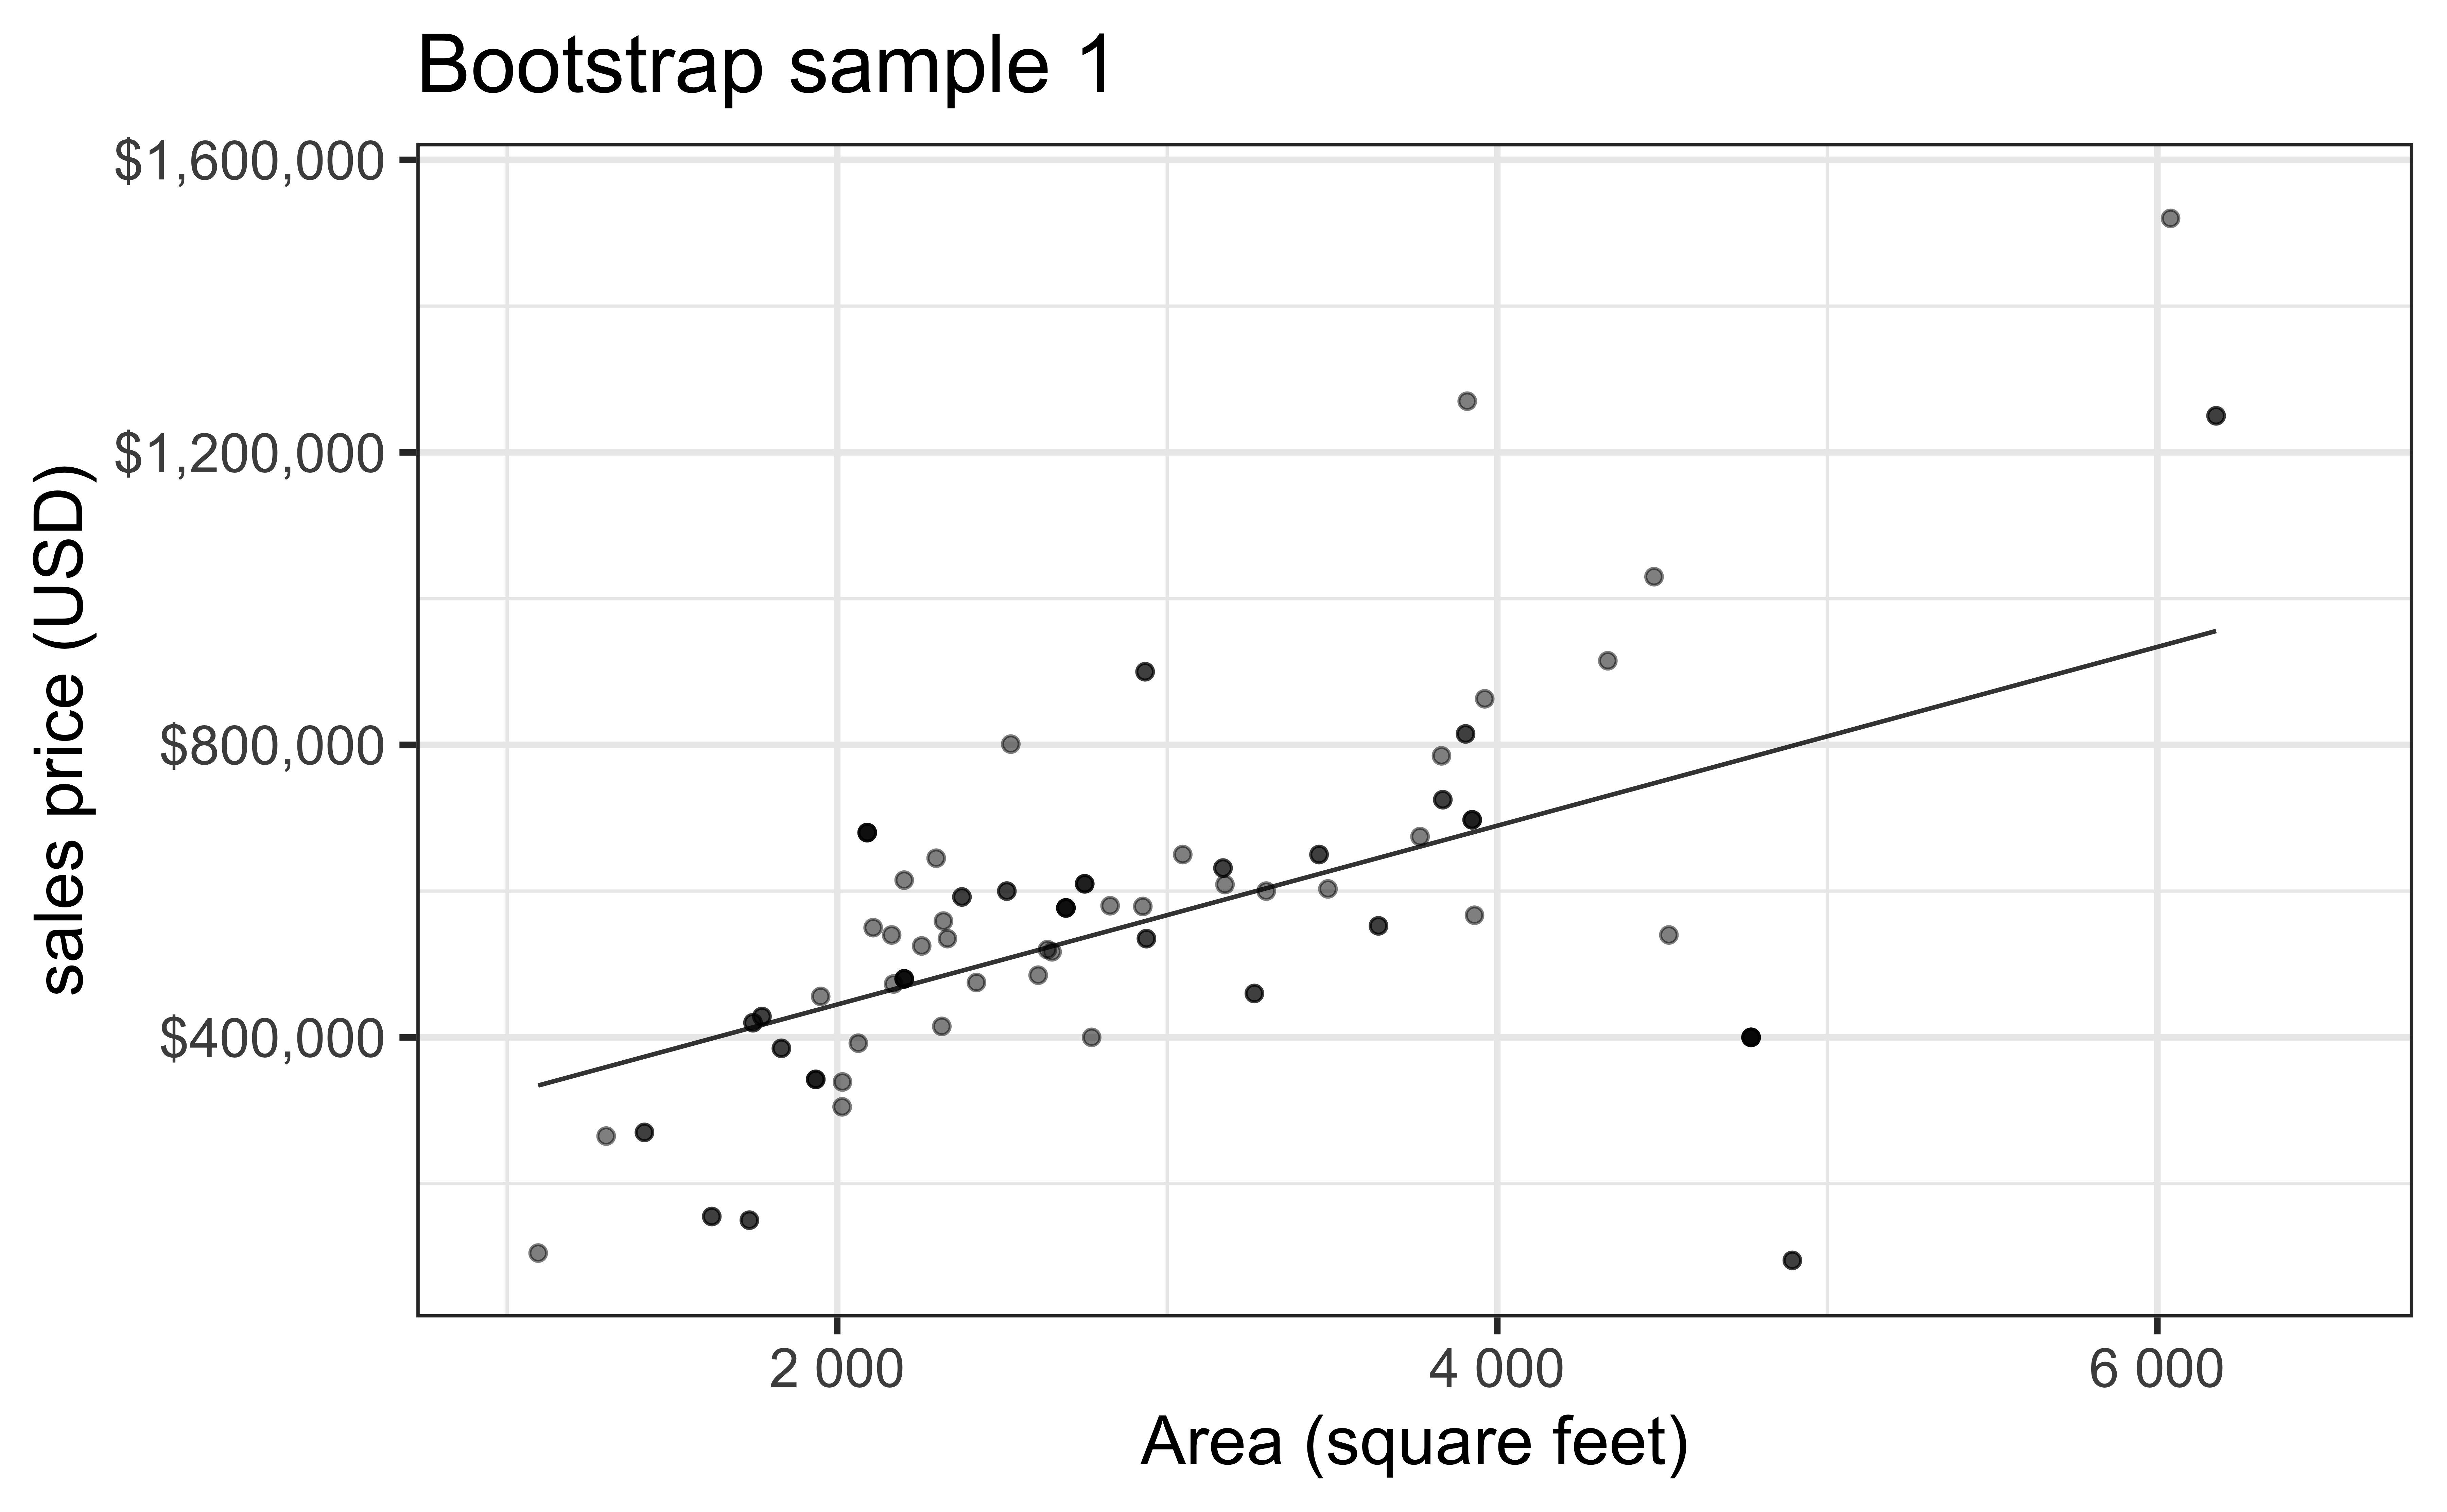 Bootstrap sample 1
$1,600,000
$1,200,000
$800,000
$400,000
sales price (USD)
2 000 4 000 6 000
Area (square feet)